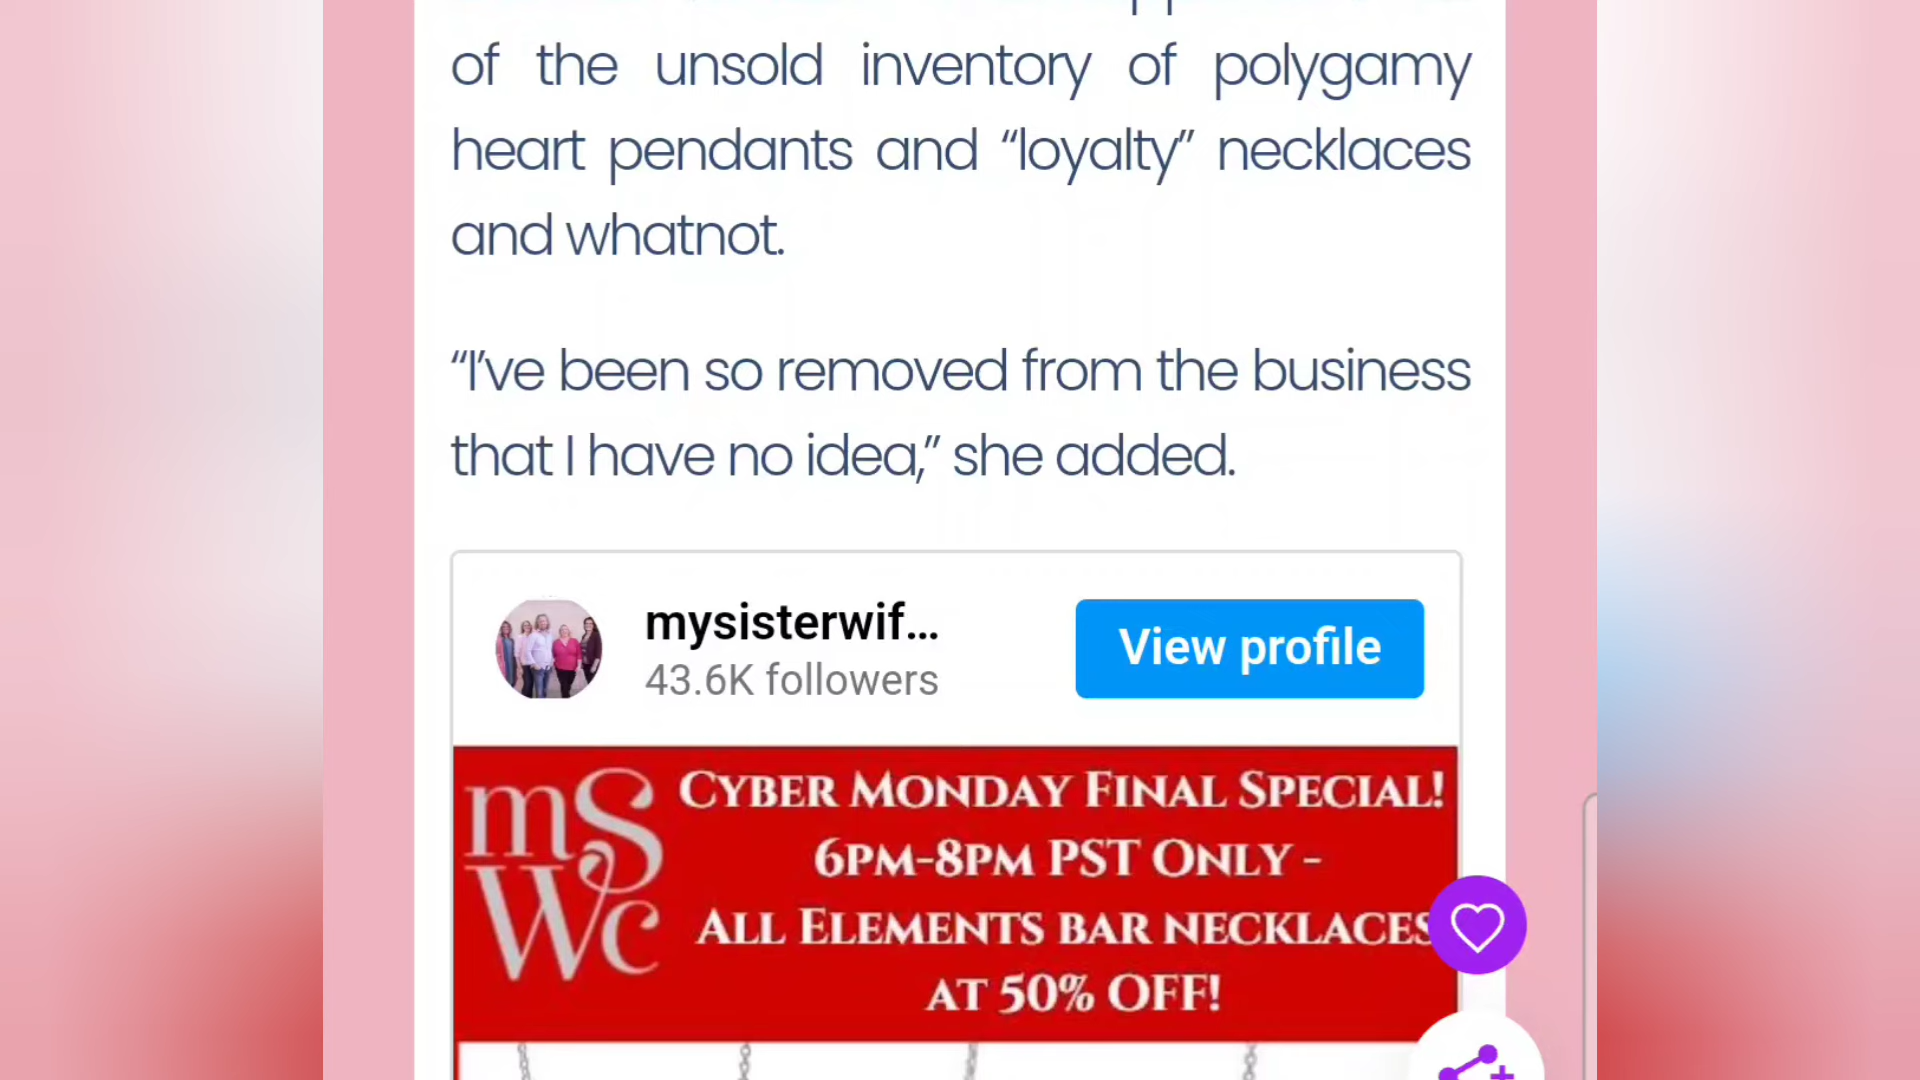 of the unsold inventory of polygamy
heart pendants and “loyalty” necklaces
and whatnot.
“I’ve been so removed from the business
that I have no idea,” she added.
mysisterwif...
43.6K followers
View profile
mSWc
CYBER MONDAY FINAL SPECIAL!
6PM-8PM PST ONLY -
ALL ELEMENTS BAR NECKLACES
AT 50% OFF!